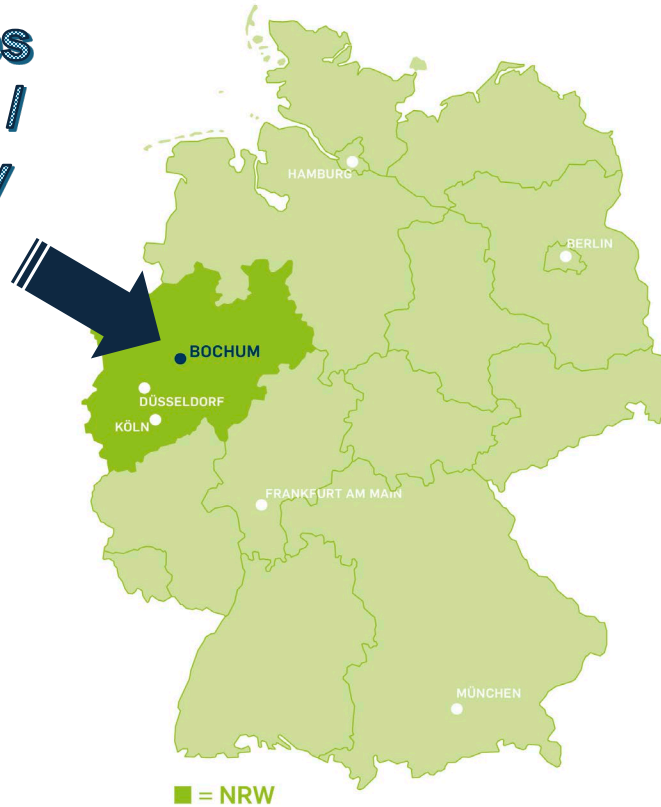 HAMBURG
BERLIN
BOCHUM
DÜSSELDORF
KÖLN
FRANKFURT AM MAIN
MÜNCHEN
= NRW